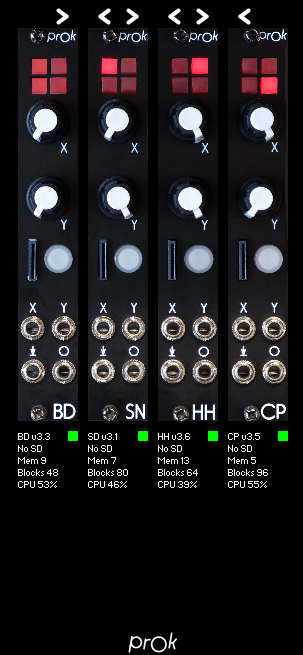 prok prok prok prok
X X X X
Y Y Y Y
X Y X Y X Y X Y
BD SN HH CP
BD v3.3
No SD
Mem 9
Blocks 48
CPU 53%
SD v3.1
No SD
Mem 7
Blocks 80
CPU 46%
HH v3.6
No SD
Mem 13
Blocks 64
CPU 39%
CP v3.5
No SD
Mem 5
Blocks 96
CPU 55%
prok